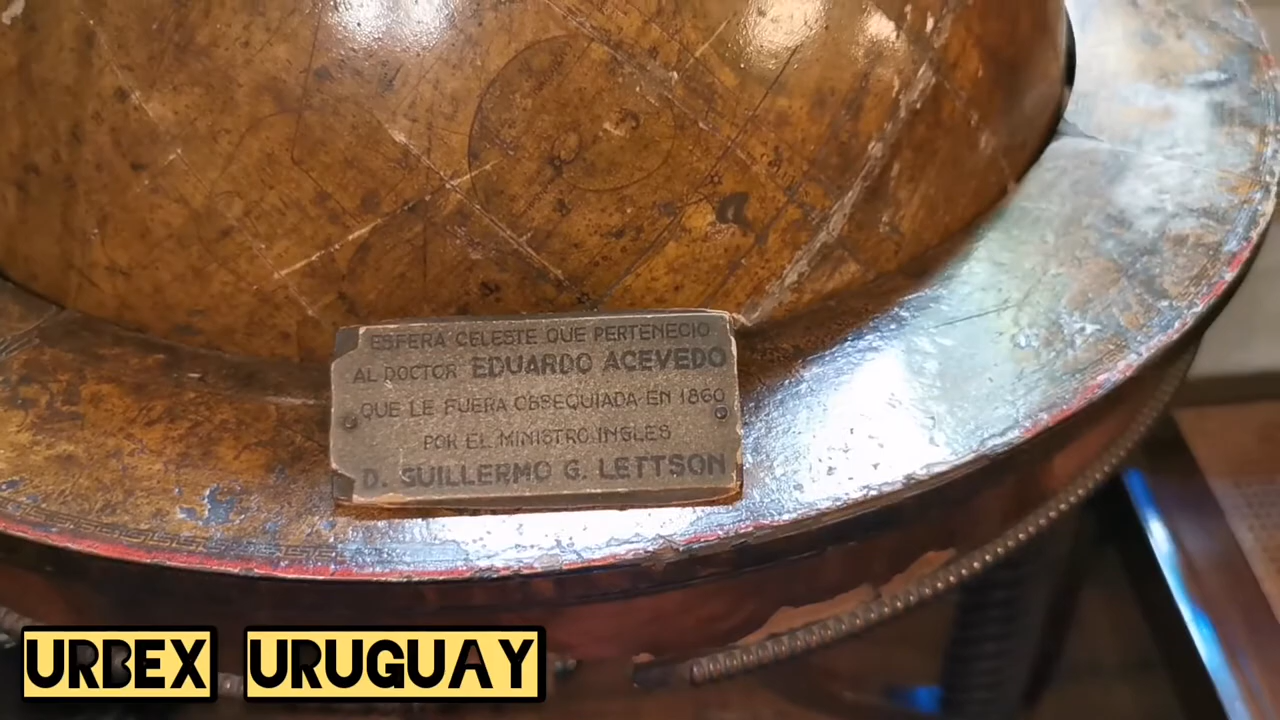 ESFERA CELESTE QUE PERTENECIO
AL DOCTOR EDUARDO ACEVEDO
QUE LE FUERA OBSEQUIADA EN 1860
POR EL MINISTRO INGLES
D. GUILLERMO G. LETTSON
URBEX URUGUAY